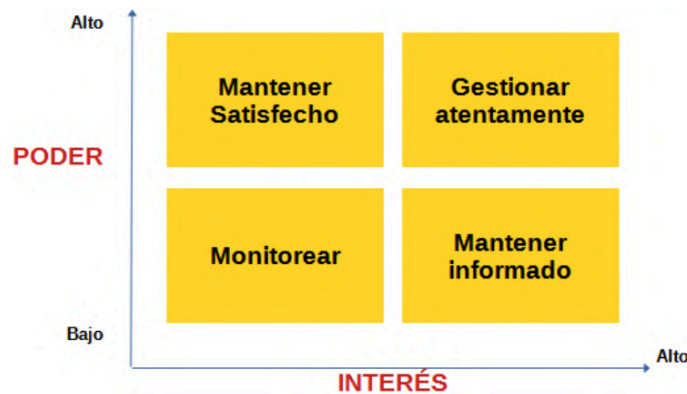 Alto
Mantener
Satisfecho
Gestionar
atentamente
PODER
Monitorear
Mantener
informado
Bajo
Alto
INTERÉS